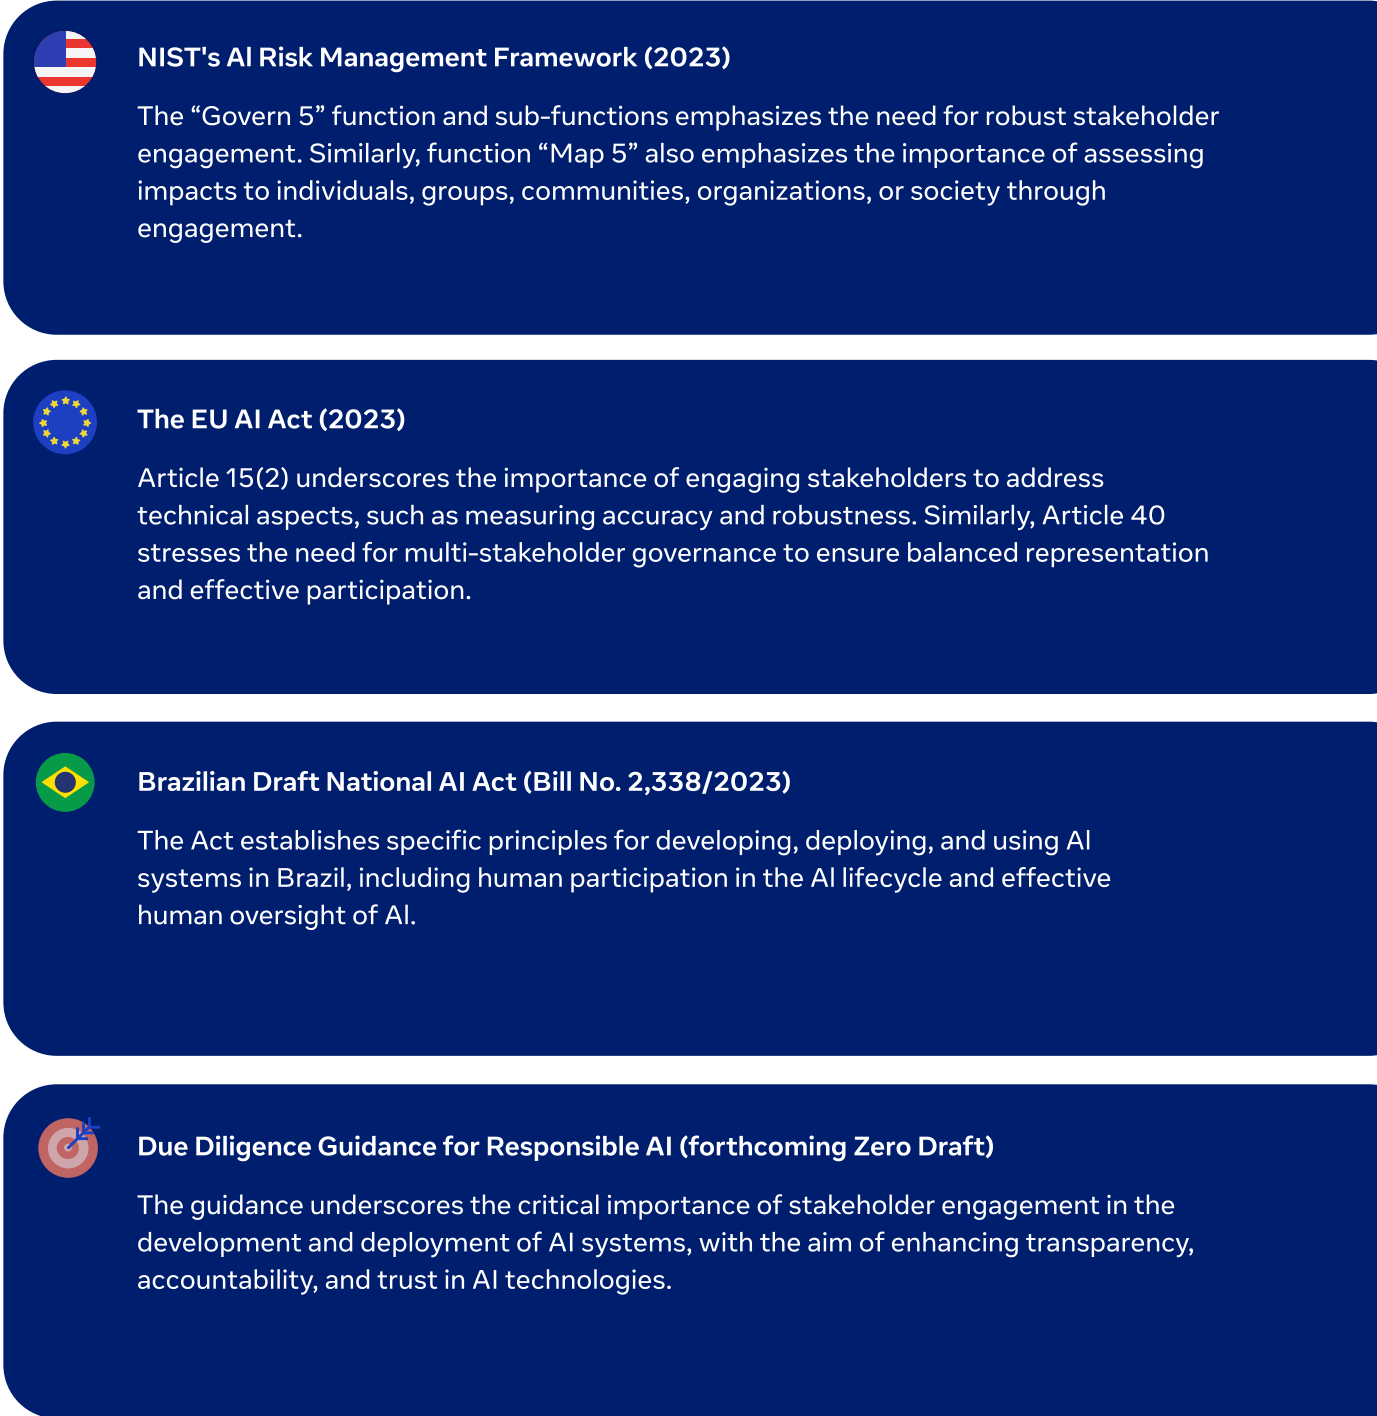 NIST's AI Risk Management Framework (2023)
The “Govern 5” function and sub-functions emphasizes the need for robust stakeholder
engagement. Similarly, function “Map 5” also emphasizes the importance of assessing
impacts to individuals, groups, communities, organizations, or society through
engagement.
The EU AI Act (2023)
Article 15(2) underscores the importance of engaging stakeholders to address
technical aspects, such as measuring accuracy and robustness. Similarly, Article 40
stresses the need for multi-stakeholder governance to ensure balanced representation
and effective participation.
Brazilian Draft National AI Act (Bill No. 2,338/2023)
The Act establishes specific principles for developing, deploying, and using AI
systems in Brazil, including human participation in the AI lifecycle and effective
human oversight of AI.
Due Diligence Guidance for Responsible AI (forthcoming Zero Draft)
The guidance underscores the critical importance of stakeholder engagement in the
development and deployment of AI systems, with the aim of enhancing transparency,
accountability, and trust in AI technologies.